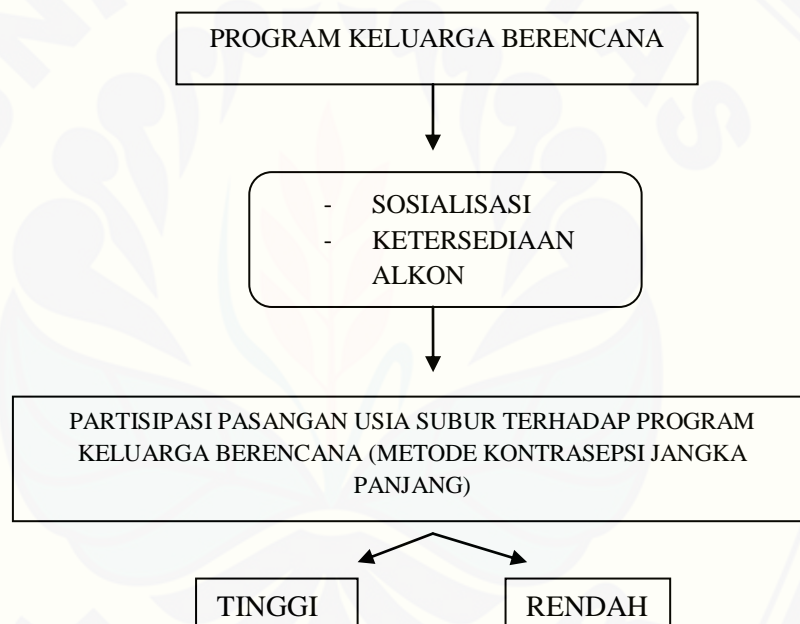 PROGRAM KELUARGA BERENCANA
- SOSIALISASI
- KETERSEDIAAN
ALKON
PARTISIPASI PASANGAN USIA SUBUR TERHADAP PROGRAM
KELUARGA BERENCANA (METODE KONTRASEPSI JANGKA
PANJANG)
TINGGI
RENDAH